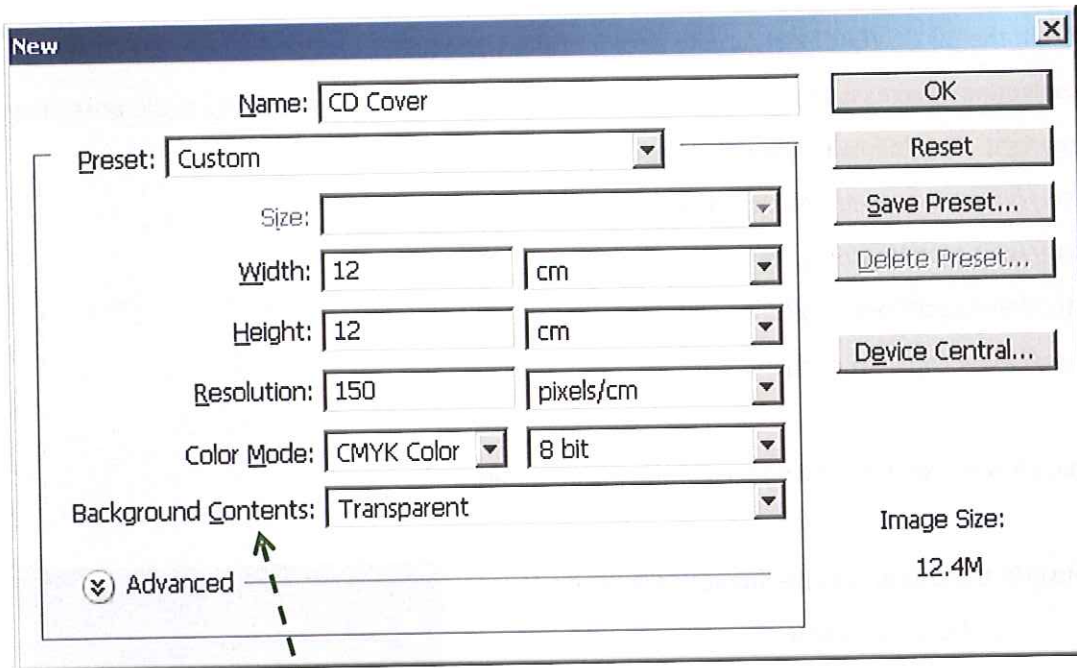 New
Name: CD Cover
OK
Preset: Custom
Reset
Size:
Save Preset...
Width: 12 cm
Delete Preset...
Height: 12 cm
Device Central...
Resolution: 150 pixels/cm
Color Mode: CMYK Color 8 bit
Background Contents: Transparent
Image Size:
12.4M
Advanced